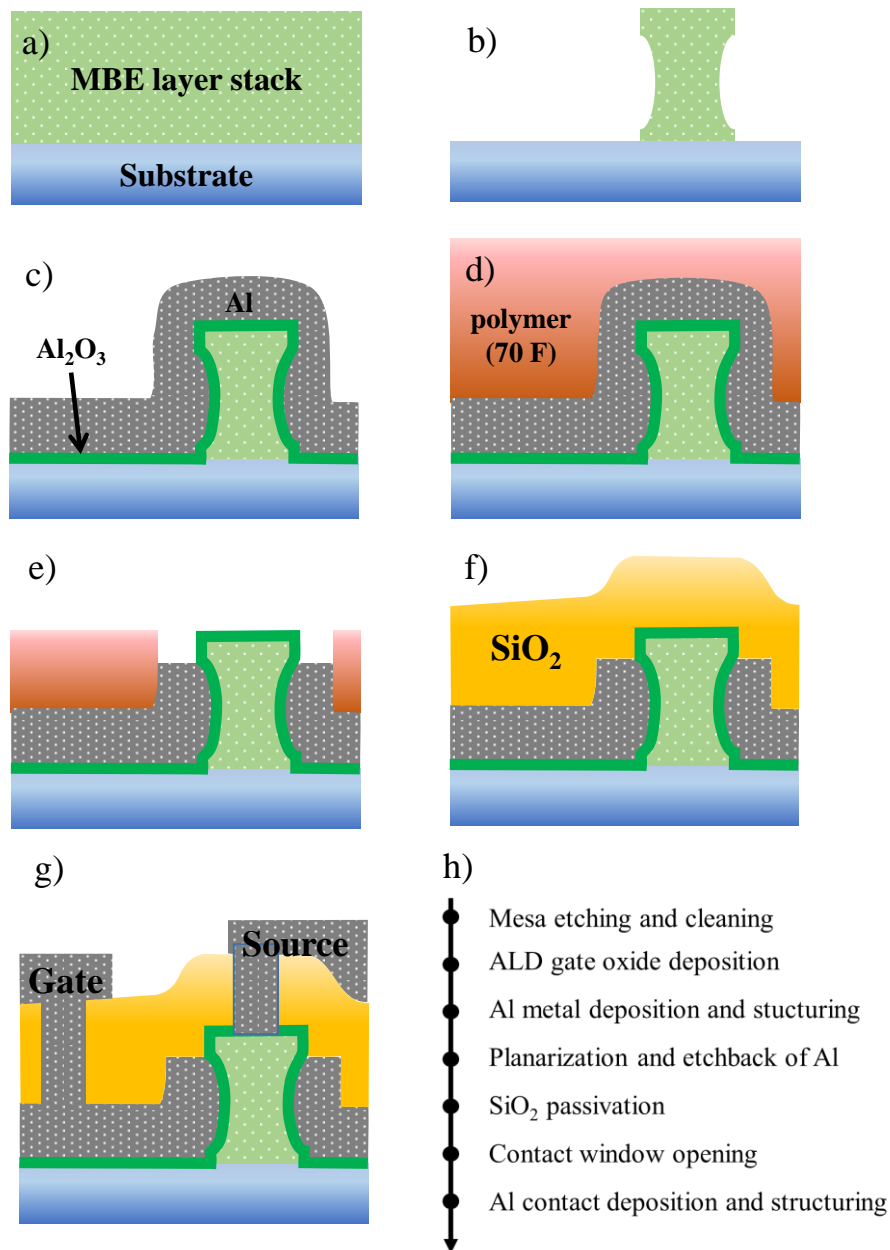 a)
MBE layer stack
Substrate
b)
c)
Al
Al₂O₃
d)
polymer
(70 F)
e)
f)
SiO₂
g)
Source
Gate
h)
Mesa etching and cleaning
ALD gate oxide deposition
Al metal deposition and stucturing
Planarization and etchback of Al
SiO₂ passivation
Contact window opening
Al contact deposition and structuring